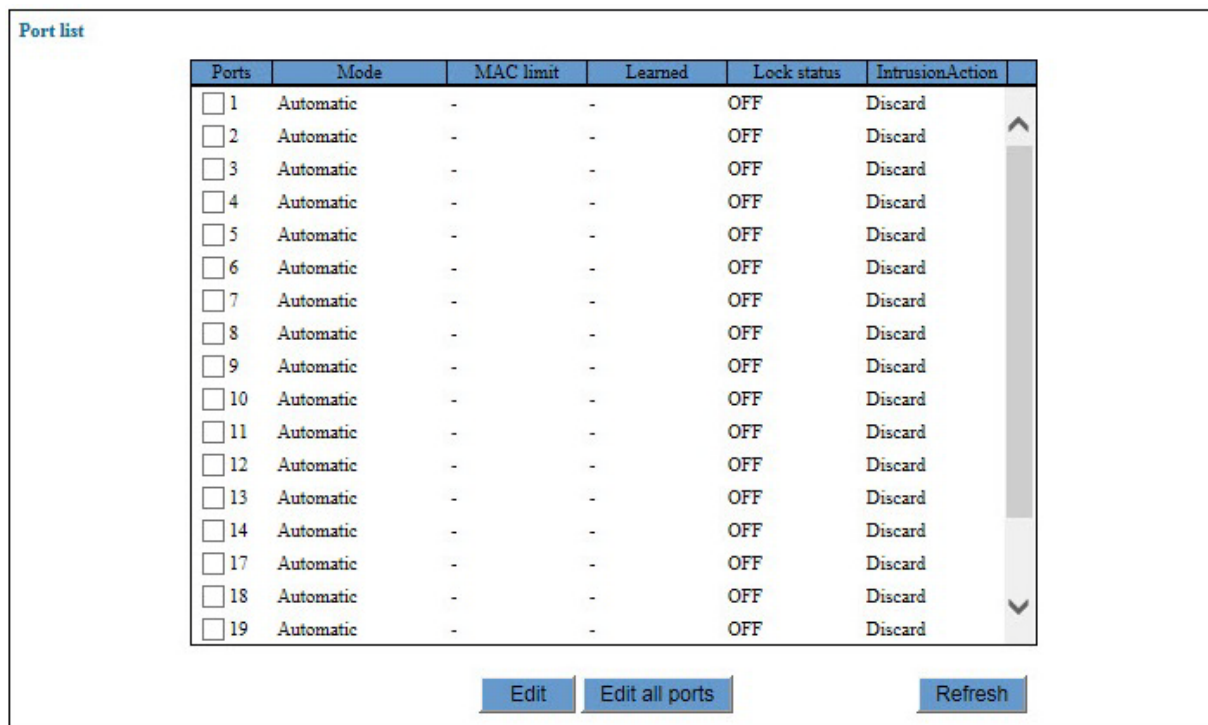 Port list
Ports Mode MAC limit Learned Lock status IntrusionAction
1 Automatic - - OFF Discard
2 Automatic - - OFF Discard
3 Automatic - - OFF Discard
4 Automatic - - OFF Discard
5 Automatic - - OFF Discard
6 Automatic - - OFF Discard
7 Automatic - - OFF Discard
8 Automatic - - OFF Discard
9 Automatic - - OFF Discard
10 Automatic - - OFF Discard
11 Automatic - - OFF Discard
12 Automatic - - OFF Discard
13 Automatic - - OFF Discard
14 Automatic - - OFF Discard
17 Automatic - - OFF Discard
18 Automatic - - OFF Discard
19 Automatic - - OFF Discard
Edit Edit all ports Refresh